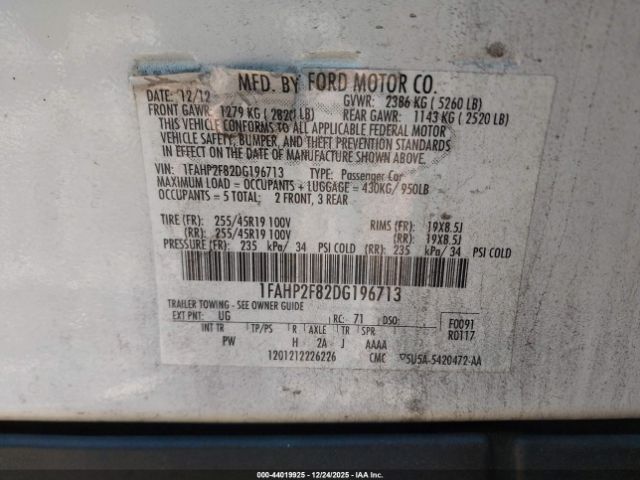 MFD. BY FORD MOTOR CO.
DATE: 12/12 GVWR: 2386 KG ( 5260 LB)
FRONT GAWR: 1279 KG ( 2820 LB) REAR GAWR: 1143 KG ( 2520 LB)
THIS VEHICLE CONFORMS TO ALL APPLICABLE FEDERAL MOTOR
VEHICLE SAFETY, BUMPER, AND THEFT PREVENTION STANDARDS
IN EFFECT ON THE DATE OF MANUFACTURE SHOWN ABOVE.
VIN: 1FAHP2F82DG196713 TYPE: Passenger Car
MAXIMUM LOAD = OCCUPANTS + LUGGAGE = 430KG/ 950LB
OCCUPANTS = 5 TOTAL; 2 FRONT, 3 REAR
TIRE (FR): 255/45R19 100V RIMS (FR): 19X8.5J
(RR): 255/45R19 100V (RR): 19X8.5J
PRESSURE (FR): 235 kPa/ 34 PSI COLD (RR): 235 kPa/ 34 PSI COLD
1FAHP2F82DG196713
TRAILER TOWING - SEE OWNER GUIDE
EXT PNT: UG RC: 71 DSO: F0091
R0117
INT TR TP/PS R AXLE TR SPR
PW H 2A J AAAA
1201212226226 CMC 5U5A-5420472-AA
000-44019925 - 12/24/2025 - IAAI.COM